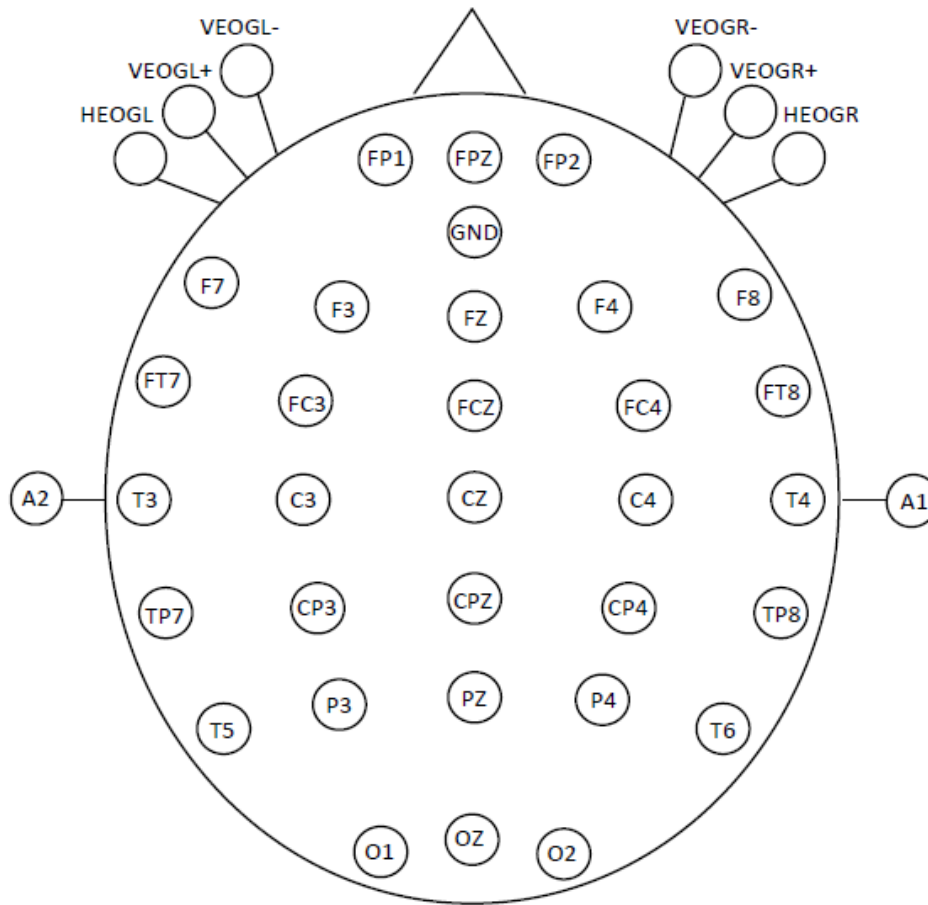 VEOGL- VEOGR-
VEOGL+ VEOGR+
HEOGL HEOGR
FP1 FPZ FP2
GND
F7 F3 FZ F4 F8
FT7 FC3 FCZ FC4 FT8
A2 T3 C3 CZ C4 T4 A1
TP7 CP3 CPZ CP4 TP8
P3 PZ P4
T5 T6
O1 OZ O2